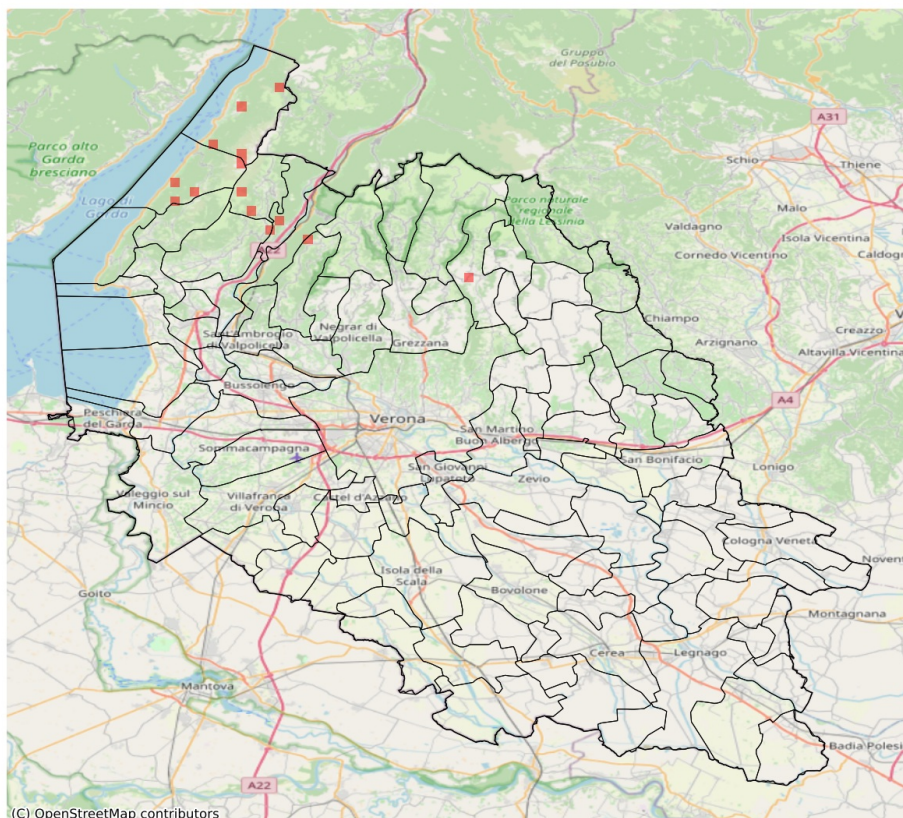 Gruppo
del Pasubio
A31
Parco alto
Garda
bresciano
Schio
Thiene
Lago di
Garda
Parco naturale
regionale
della Lessinia
Malo
Valdagno
Isola Vicentina
Cornedo Vicentino
Caldogno
A22
Chiampo
Sant'Ambrogio
di Valpolicella
Negrar di
Valpolicella
Grezzana
Arzignano
Creazzo
Altavilla Vicentina
Bussolengo
A4
Peschiera
del Garda
Verona
San Martino
Buon Albergo
Sommacampagna
San Bonifacio
Lonigo
San Giovanni
Lupatoto
Zevio
Valeggio sul
Mincio
Villafranca
di Verona
Castel d'Azzano
Cologna Veneta
Noven
Isola della
Scala
Goito
Bovolone
Montagnana
Cerea
Legnago
Mantova
Badia Polesi
A22
(C) OpenStreetMap contributors